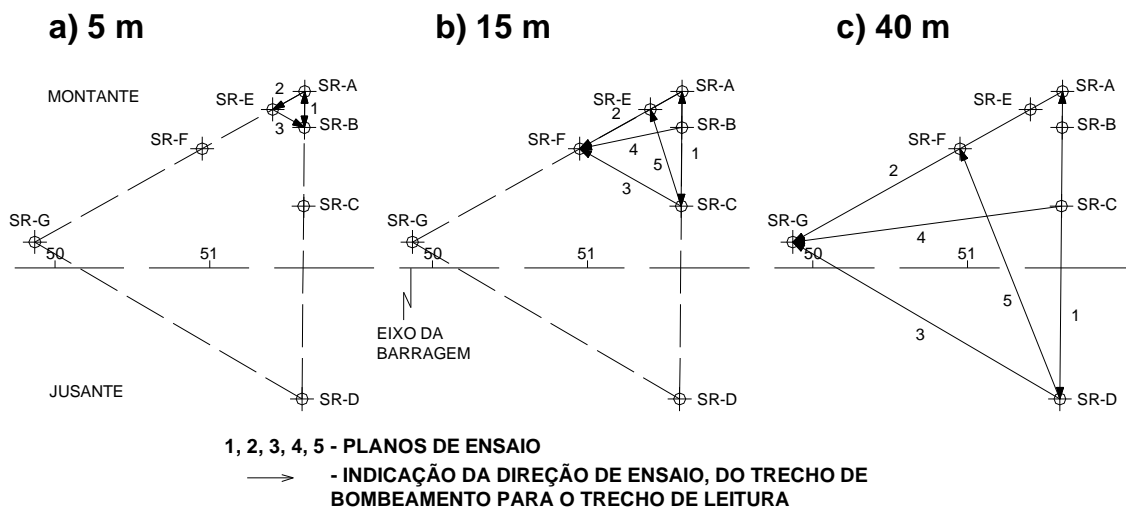 a) 5 m
MONTANTE
SR-E
2
SR-A
1
SR-B
3
SR-F
SR-C
SR-G
50
51
JUSANTE
SR-D
b) 15 m
SR-A
SR-E
2
SR-B
SR-F
4
1
5
3
SR-C
SR-G
50
51
EIXO DA
BARRAGEM
SR-D
c) 40 m
SR-A
SR-E
SR-B
SR-F
2
SR-C
SR-G
4
50
51
5
1
3
SR-D
1, 2, 3, 4, 5 - PLANOS DE ENSAIO
- INDICAÇÃO DA DIREÇÃO DE ENSAIO, DO TRECHO DE
BOMBEAMENTO PARA O TRECHO DE LEITURA